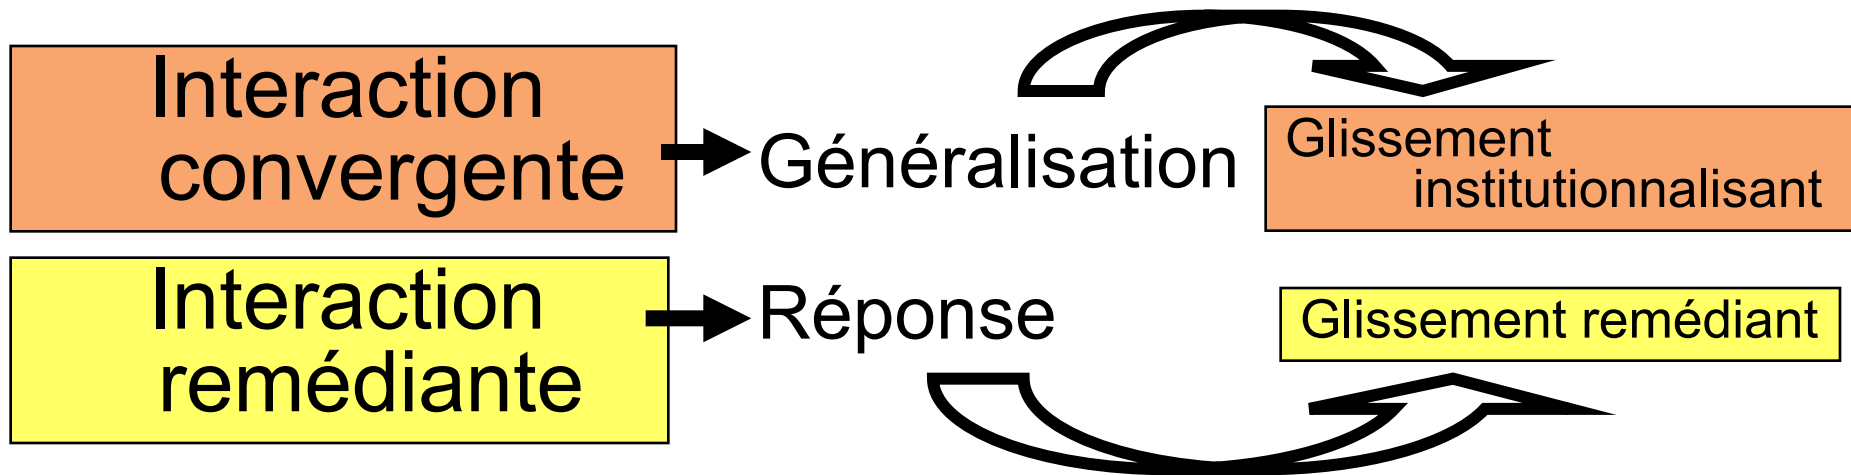 Interaction
convergente
Généralisation
Glissement
institutionnalisant
Interaction
remédiante
Réponse
Glissement remédiant